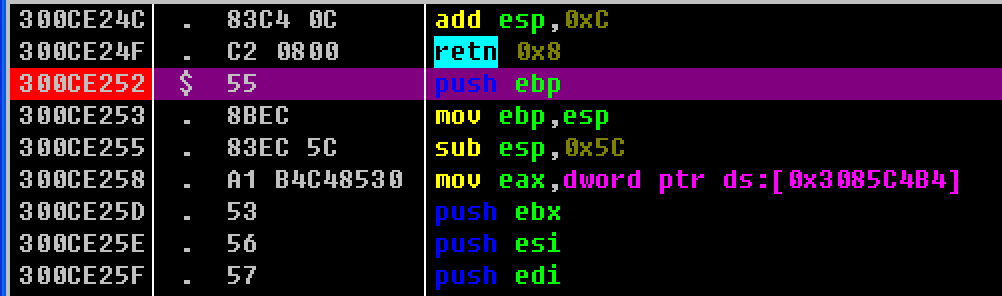 300CE24C . 83C4 0C add esp,0xC
300CE24F . C2 0800 retn 0x8
300CE252 $ 55 push ebp
300CE253 . 8BEC mov ebp,esp
300CE255 . 83EC 5C sub esp,0x5C
300CE258 . A1 B4C48530 mov eax,dword ptr ds:[0x3085C4B4]
300CE25D . 53 push ebx
300CE25E . 56 push esi
300CE25F . 57 push edi